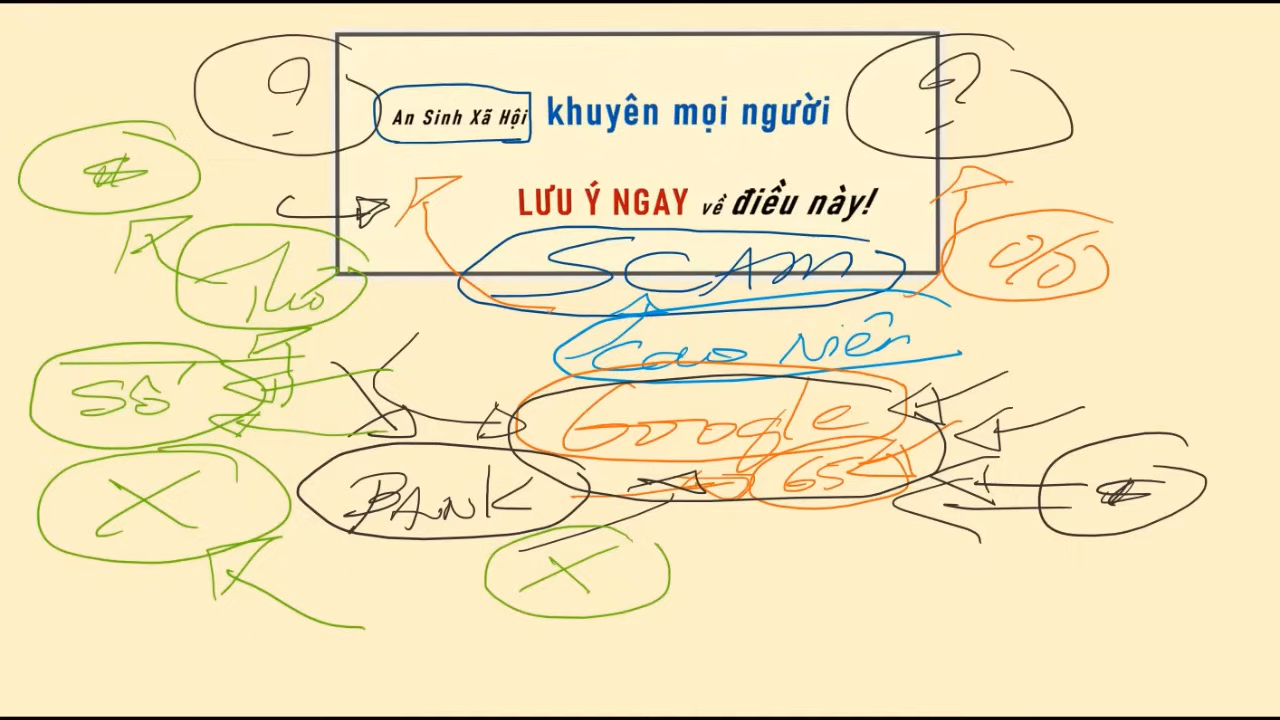 ?
?
An Sinh Xã Hội khuyên mọi người
LƯU Ý NGAY về điều này!
SCAM
%
Thẻ
cao Niên
SS
Google
65
X
BANK
X